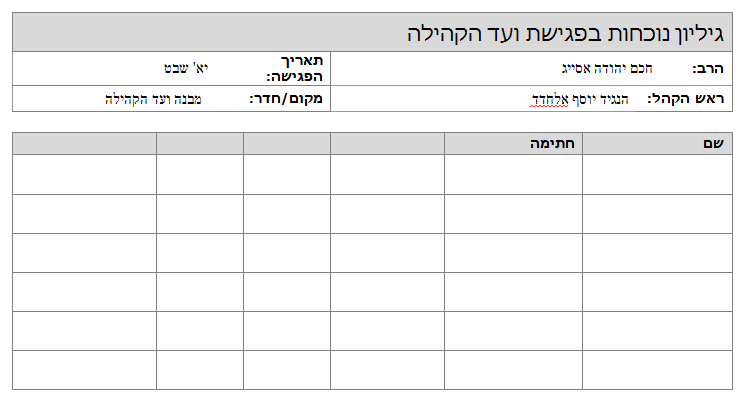 גיליון נוכחות בפגישת ועד הקהילה
הרב: חכם יהודה אסייג
תאריך הפגישה: יא' שבט
ראש הקהל: הנגיד יוסף אלחדד
מקום/חדר: מבנה ועד הקהילה
שם חתימה